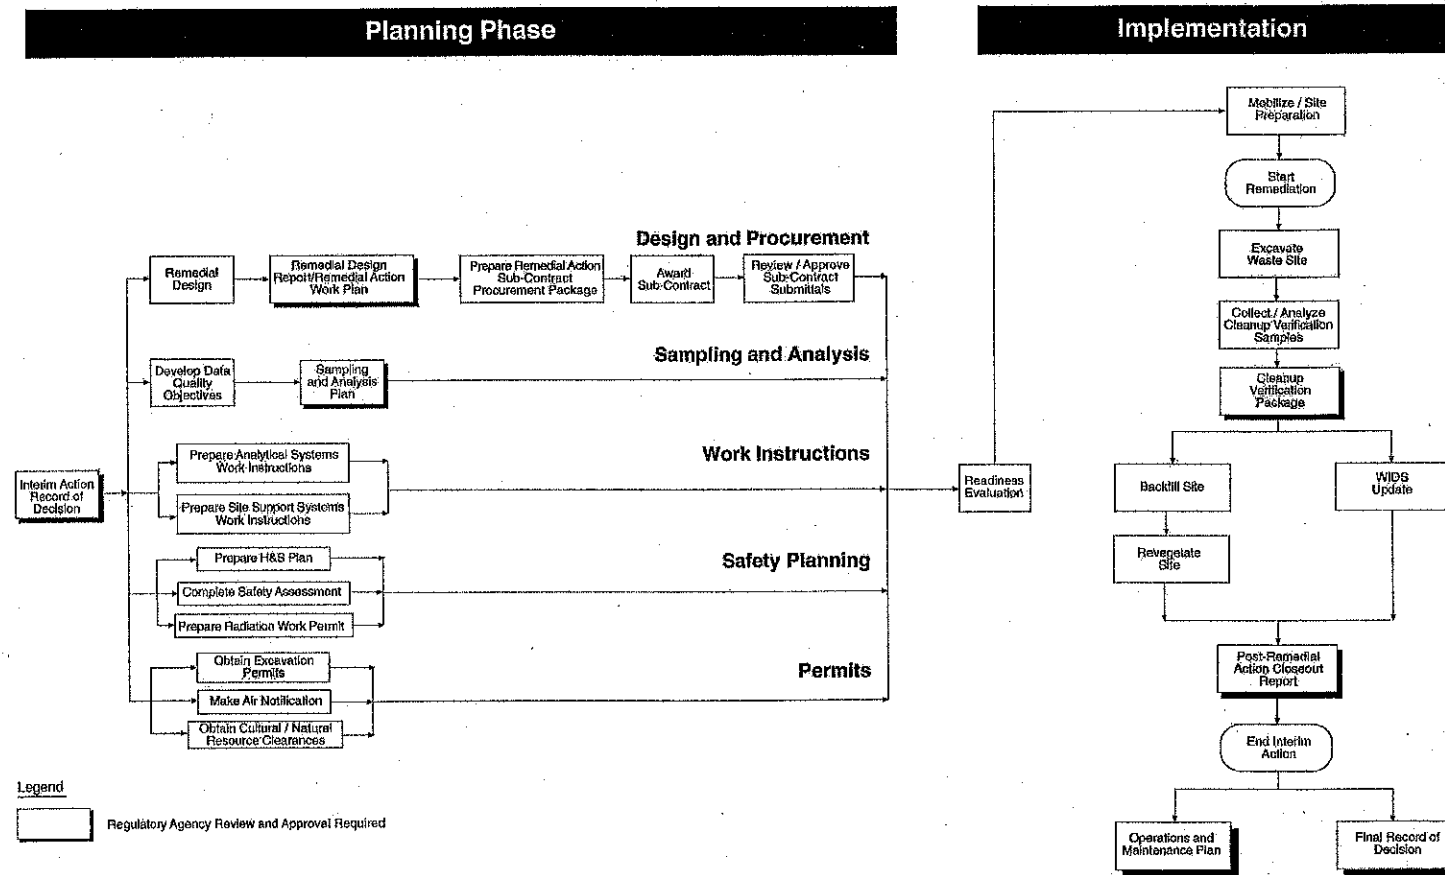 Planning Phase
Implementation
Mobilize / Site
Preparation
Start
Remediation
Excavate
Waste Site
Collect / Analyze
Cleanup Verification
Samples
Cleanup
Verification
Package
Backfill Site
WIDS
Update
Revegetate
Site
Post-Remedial
Action Closeout
Report
End Interim
Action
Operations and
Maintenance Plan
Final Record of
Decision
Design and Procurement
Remedial
Design
Remedial Design
Report/Remedial Action
Work Plan
Prepare Remedial Action
Sub-Contract
Procurement Package
Award
Sub-Contract
Review / Approve
Sub-Contract
Submittals
Sampling and Analysis
Develop Data
Quality
Objectives
Sampling
and Analysis
Plan
Work Instructions
Prepare Analytical Systems
Work Instructions
Prepare Site Support Systems
Work Instructions
Interim Action
Record of
Decision
Readiness
Evaluation
Safety Planning
Prepare H&S Plan
Complete Safety Assessment
Prepare Radiation Work Permit
Permits
Obtain Excavation
Permits
Make Air Notification
Obtain Cultural / Natural
Resource Clearances
Legend
Regulatory Agency Review and Approval Required